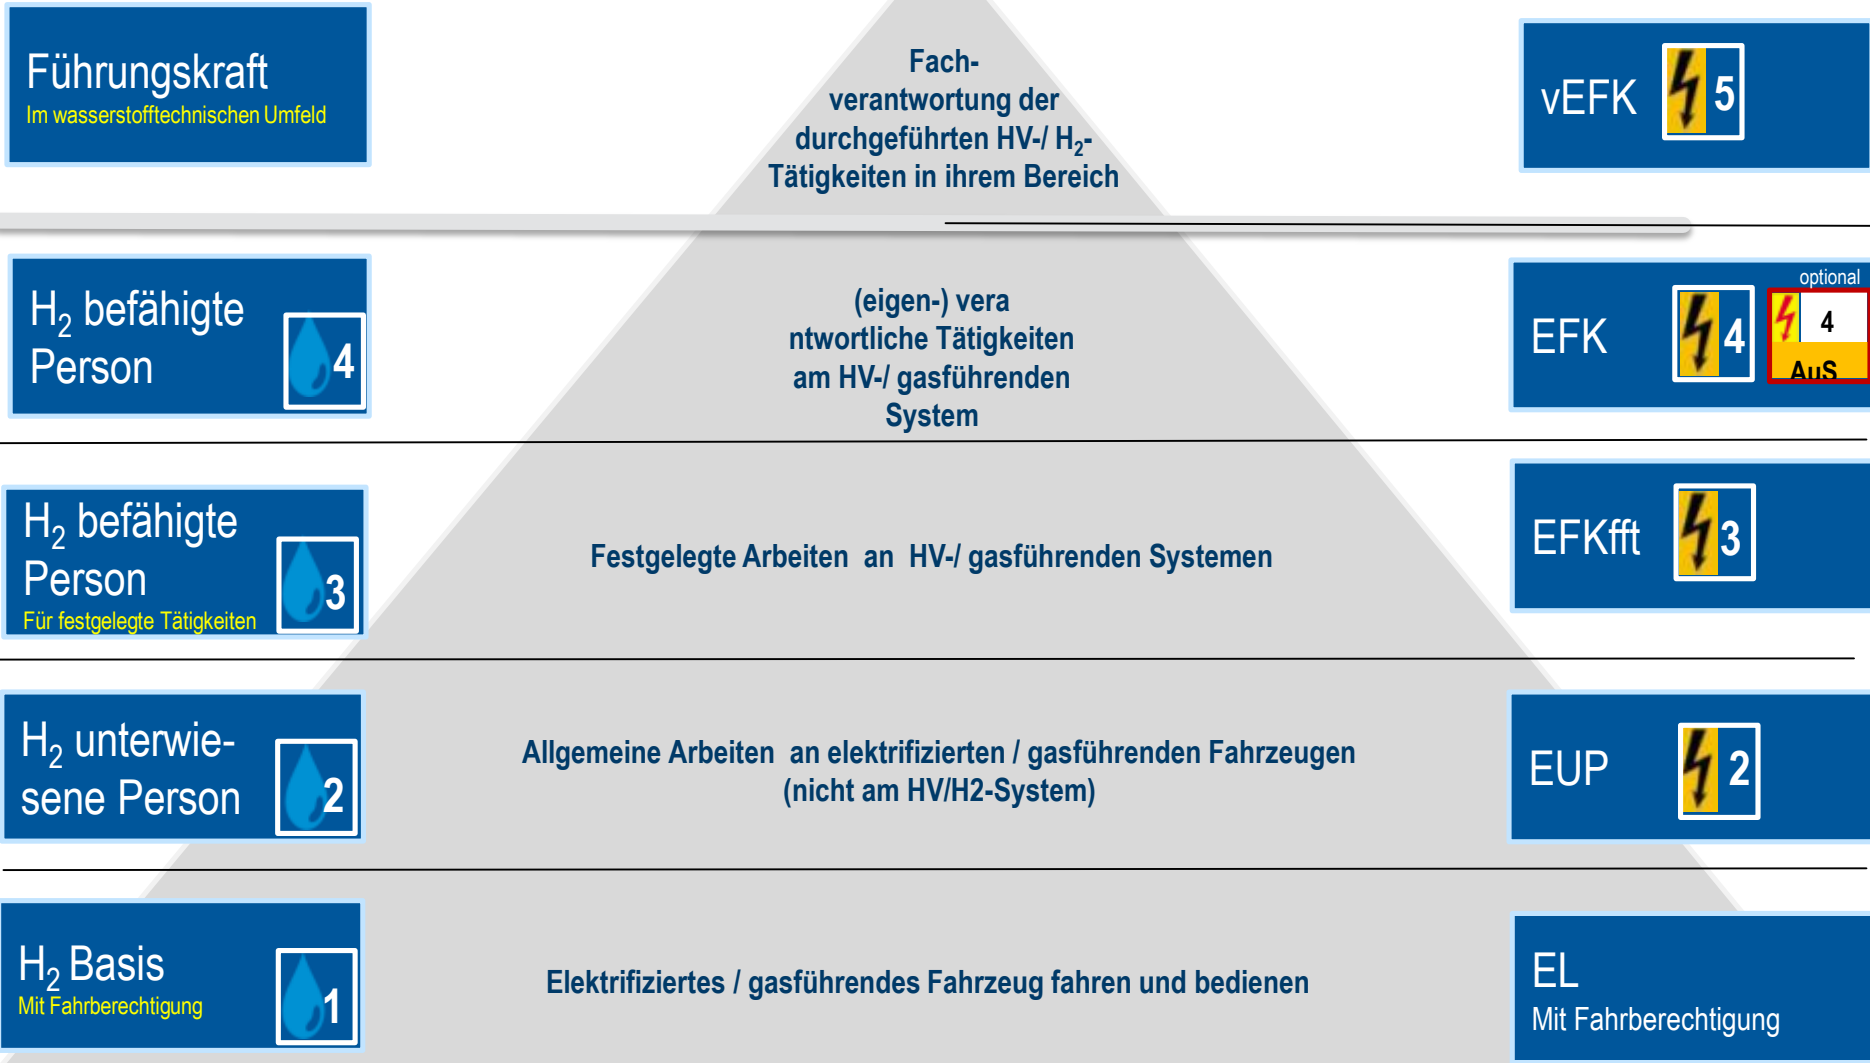 Führungskraft
Im wasserstofftechnischen Umfeld
Fach-
verantwortung der
durchgeführten HV-/ H₂-
Tätigkeiten in ihrem Bereich
vEFK
5
H₂ befähigte
Person
4
(eigen-) vera
ntwortliche Tätigkeiten
am HV-/ gasführenden
System
EFK
4
optional
4
AuS
H₂ befähigte
Person
Für festgelegte Tätigkeiten
3
Festgelegte Arbeiten an HV-/ gasführenden Systemen
EFKfft
3
H₂ unterwie-
sene Person
2
Allgemeine Arbeiten an elektrifizierten / gasführenden Fahrzeugen
(nicht am HV/H2-System)
EUP
2
H₂ Basis
Mit Fahrberechtigung
1
Elektrifiziertes / gasführendes Fahrzeug fahren und bedienen
EL
Mit Fahrberechtigung